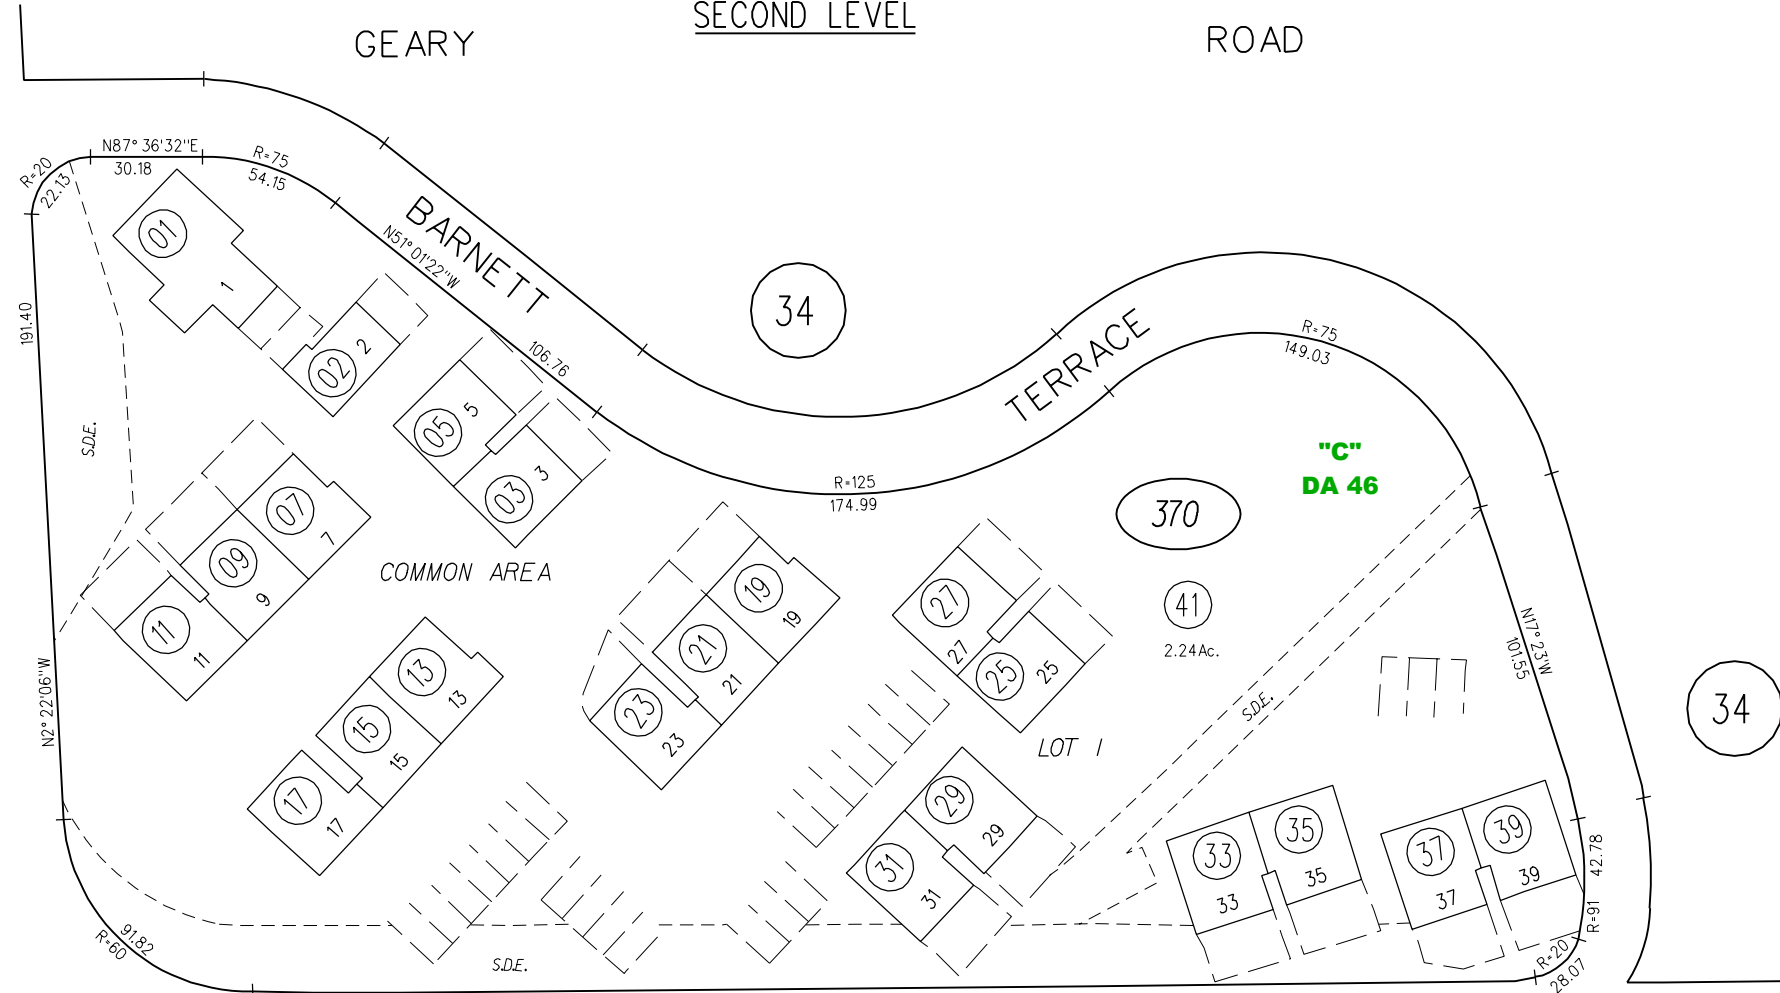 SECOND LEVEL
GEARY
ROAD
N87° 36'32"E
30.18
R=75
54.15
R=20
22.13
BARNETT
N51° 01'22"W
106.76
TERRACE
34
R=75
149.03
R=125
174.99
191.40
N2° 22'06"W
S.D.E.
01
1
02
2
05
5
03
3
07
7
09
9
11
11
COMMON AREA
13
13
15
15
17
17
19
19
21
21
23
23
27
27
25
25
370
"C"
DA 46
41
2.24Ac.
LOT 1
S.D.E.
N17° 23'W
101.55
34
29
29
31
31
33
33
35
35
37
37
39
39
42.78
R=91
R=20
28.07
91.82
R=60
S.D.E.